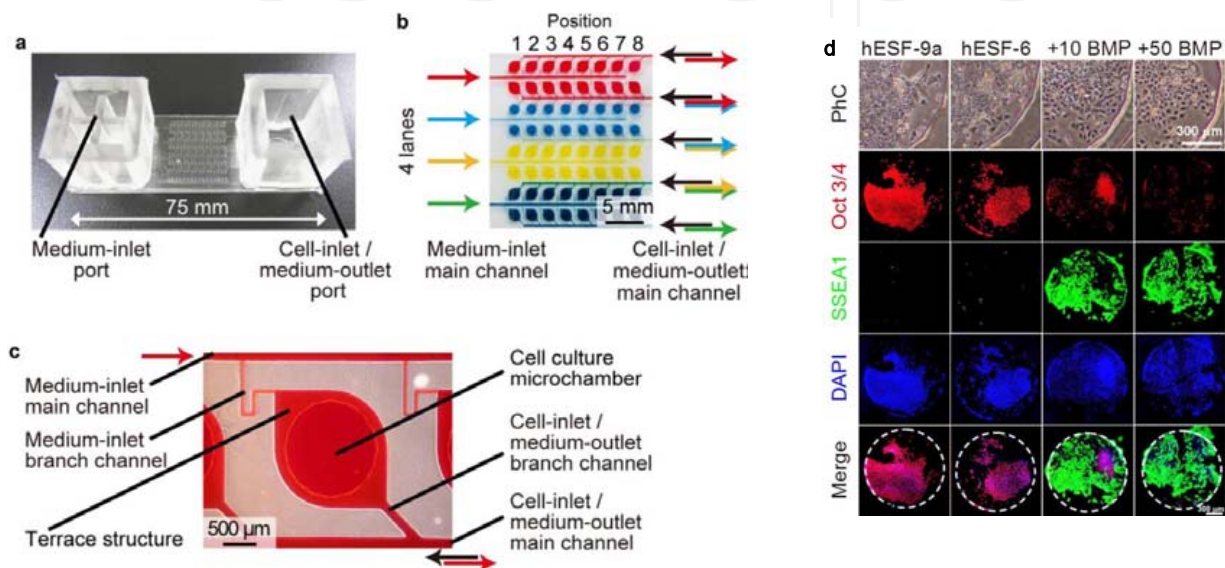 a
75 mm
Medium-inlet
port
Cell-inlet /
medium-outlet
port
b
Position
1 2 3 4 5 6 7 8
4 lanes
5 mm
Medium-inlet
main channel
Cell-inlet /
medium-outlet:
main channel
c
Medium-inlet
main channel
Medium-inlet
branch channel
Terrace structure
500 µm
Cell culture
microchamber
Cell-inlet /
medium-outlet
branch channel
Cell-inlet /
medium-outlet
main channel
d
hESF-9a hESF-6 +10 BMP +50 BMP
PhC
300 µm
Oct 3/4
SSEA1
DAPI
Merge
300 µm